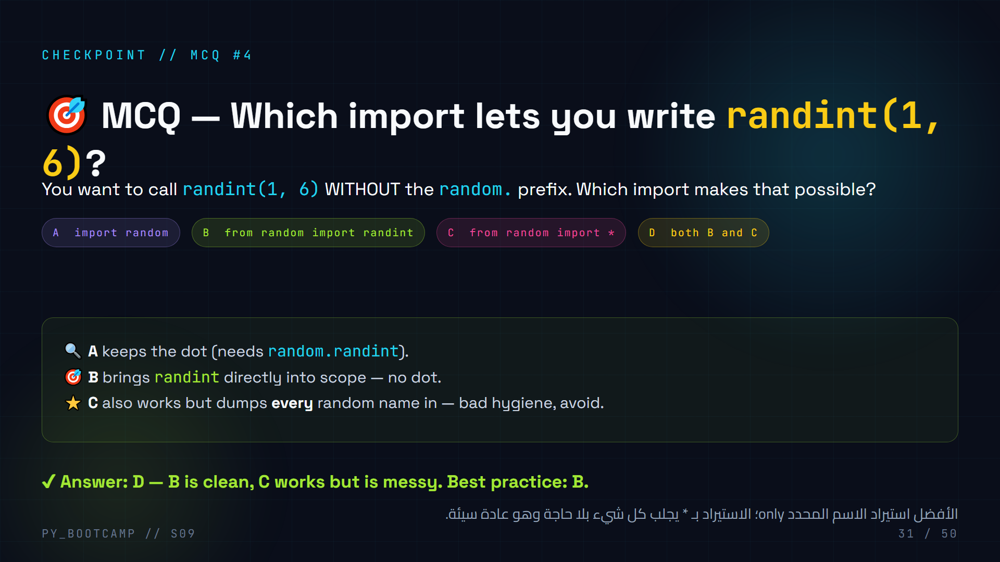 CHECKPOINT // MCQ #4
🎯 MCQ — Which import lets you write randint(1,
6)?
You want to call randint(1, 6) WITHOUT the random. prefix. Which import makes that possible?
A import random
B from random import randint
C from random import *
D both B and C
🔍 A keeps the dot (needs random.randint).
🎯 B brings randint directly into scope — no dot.
⭐ C also works but dumps every random name in — bad hygiene, avoid.
✓ Answer: D — B is clean, C works but is messy. Best practice: B.
الأفضل استيراد الاسم المحدد only؛ الاستيراد بـ * يجلب كل شيء بلا حاجة وهو عادة سيئة.
PY_BOOTCAMP // S09
31 / 50